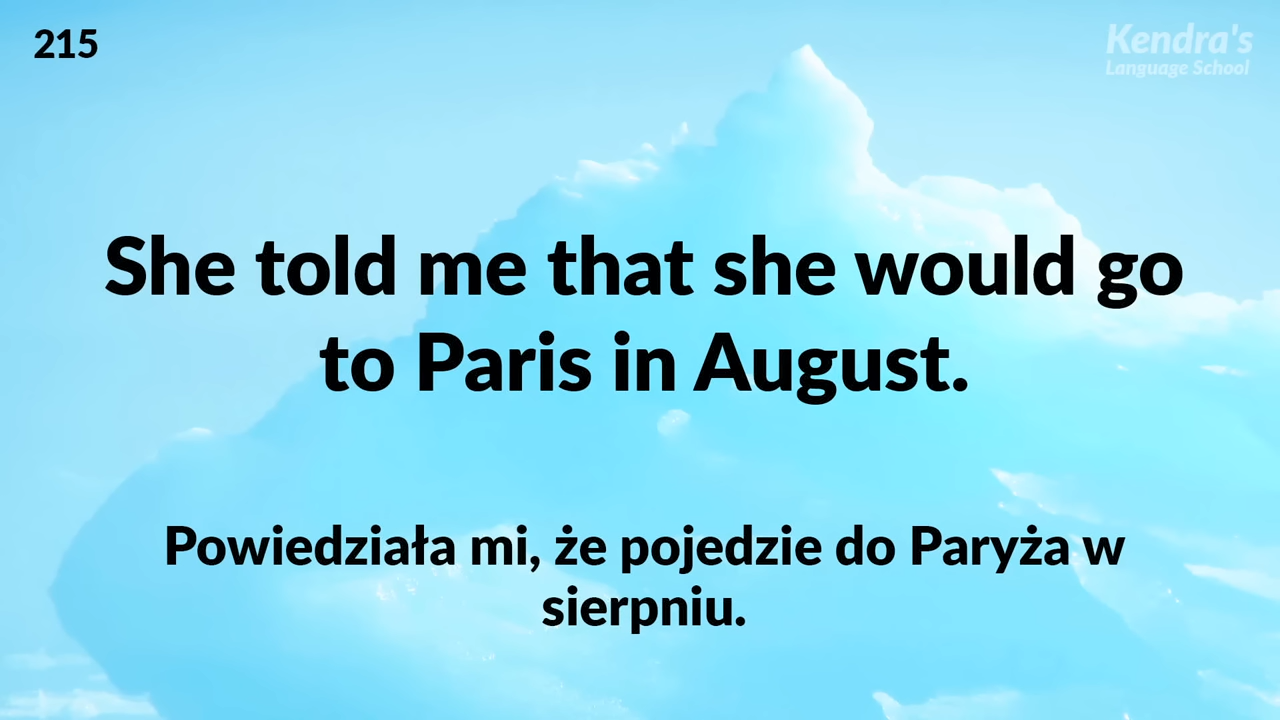 215
Kendra's
Language School
She told me that she would go
to Paris in August.
Powiedziała mi, że pojedzie do Paryża w
sierpniu.